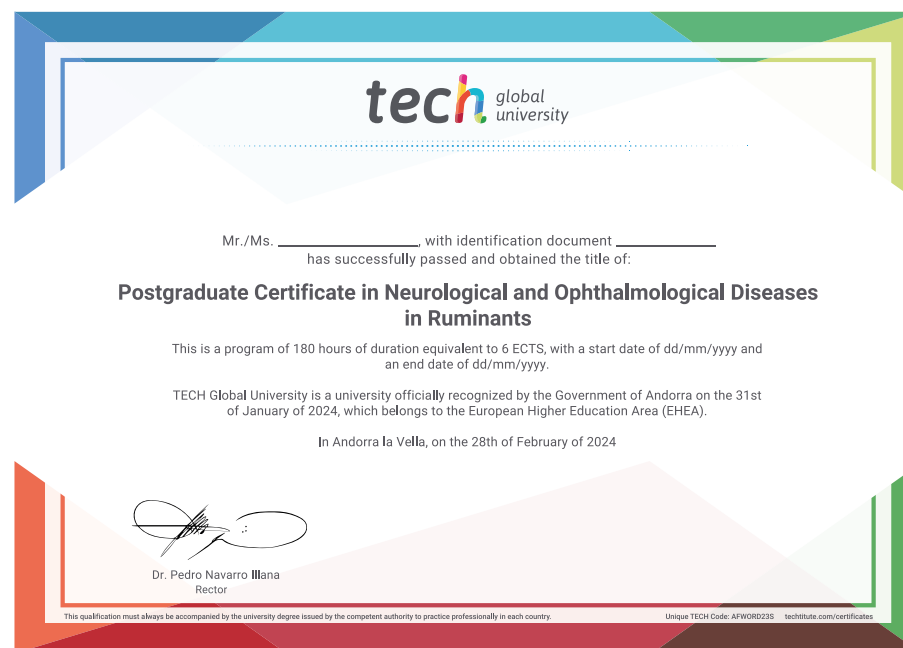 tech global university
Mr./Ms. ____________, with identification document ____________
has successfully passed and obtained the title of:
Postgraduate Certificate in Neurological and Ophthalmological Diseases
in Ruminants
This is a program of 180 hours of duration equivalent to 6 ECTS, with a start date of dd/mm/yyyy and
an end date of dd/mm/yyyy.
TECH Global University is a university officially recognized by the Government of Andorra on the 31st
of January of 2024, which belongs to the European Higher Education Area (EHEA).
In Andorra la Vella, on the 28th of February of 2024
Dr. Pedro Navarro Illana
Rector
This qualification must always be accompanied by the university degree issued by the competent authority to practice professionally in each country.
Unique TECH Code: AFWORD23S techtitute.com/certificates